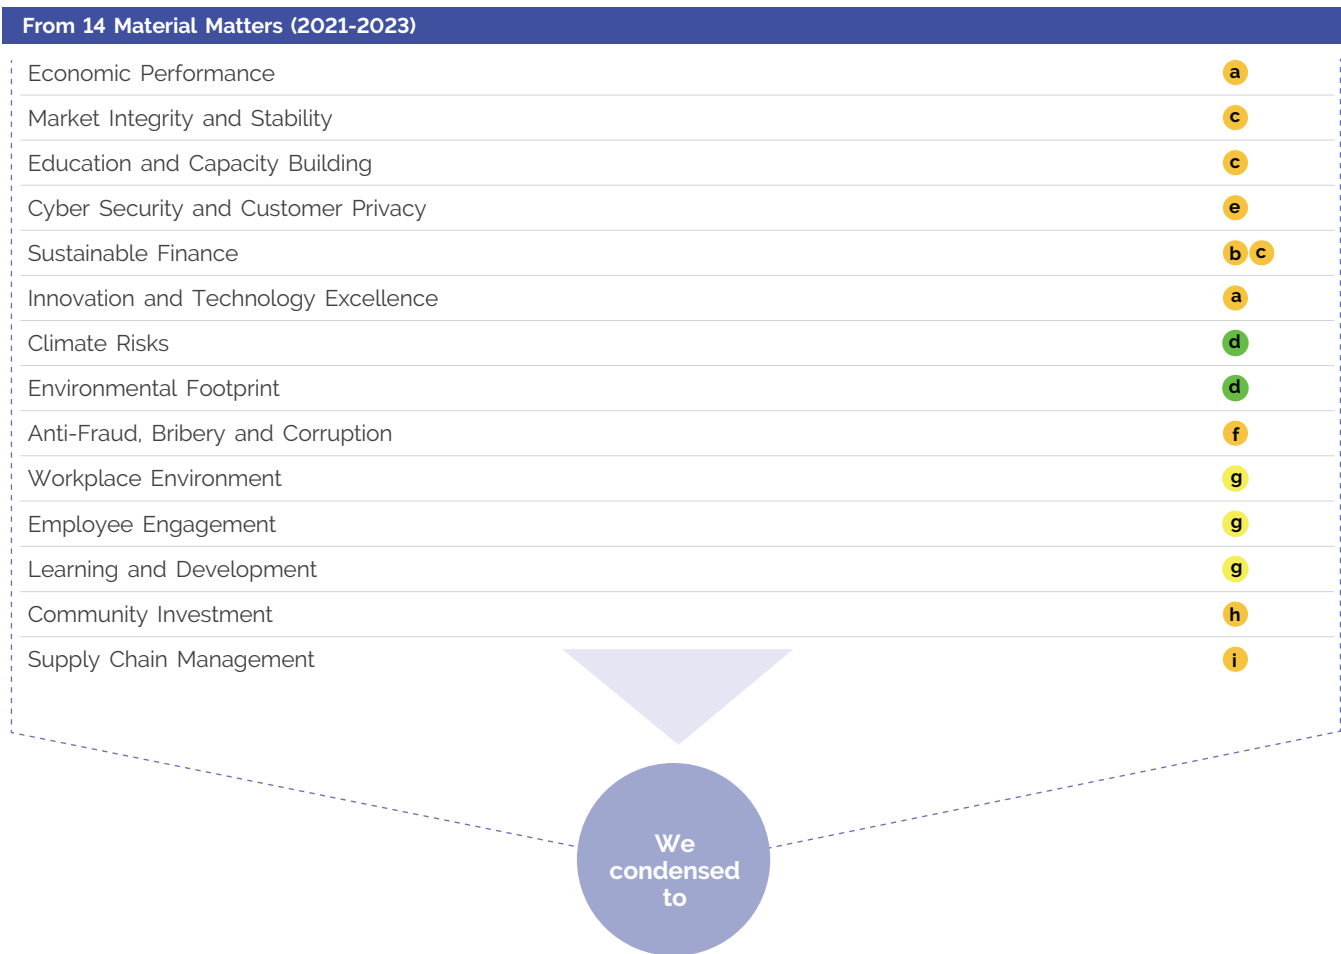 From 14 Material Matters (2021-2023)
Economic Performance a
Market Integrity and Stability c
Education and Capacity Building c
Cyber Security and Customer Privacy e
Sustainable Finance b c
Innovation and Technology Excellence a
Climate Risks d
Environmental Footprint d
Anti-Fraud, Bribery and Corruption f
Workplace Environment g
Employee Engagement g
Learning and Development g
Community Investment h
Supply Chain Management i
We
condensed
to